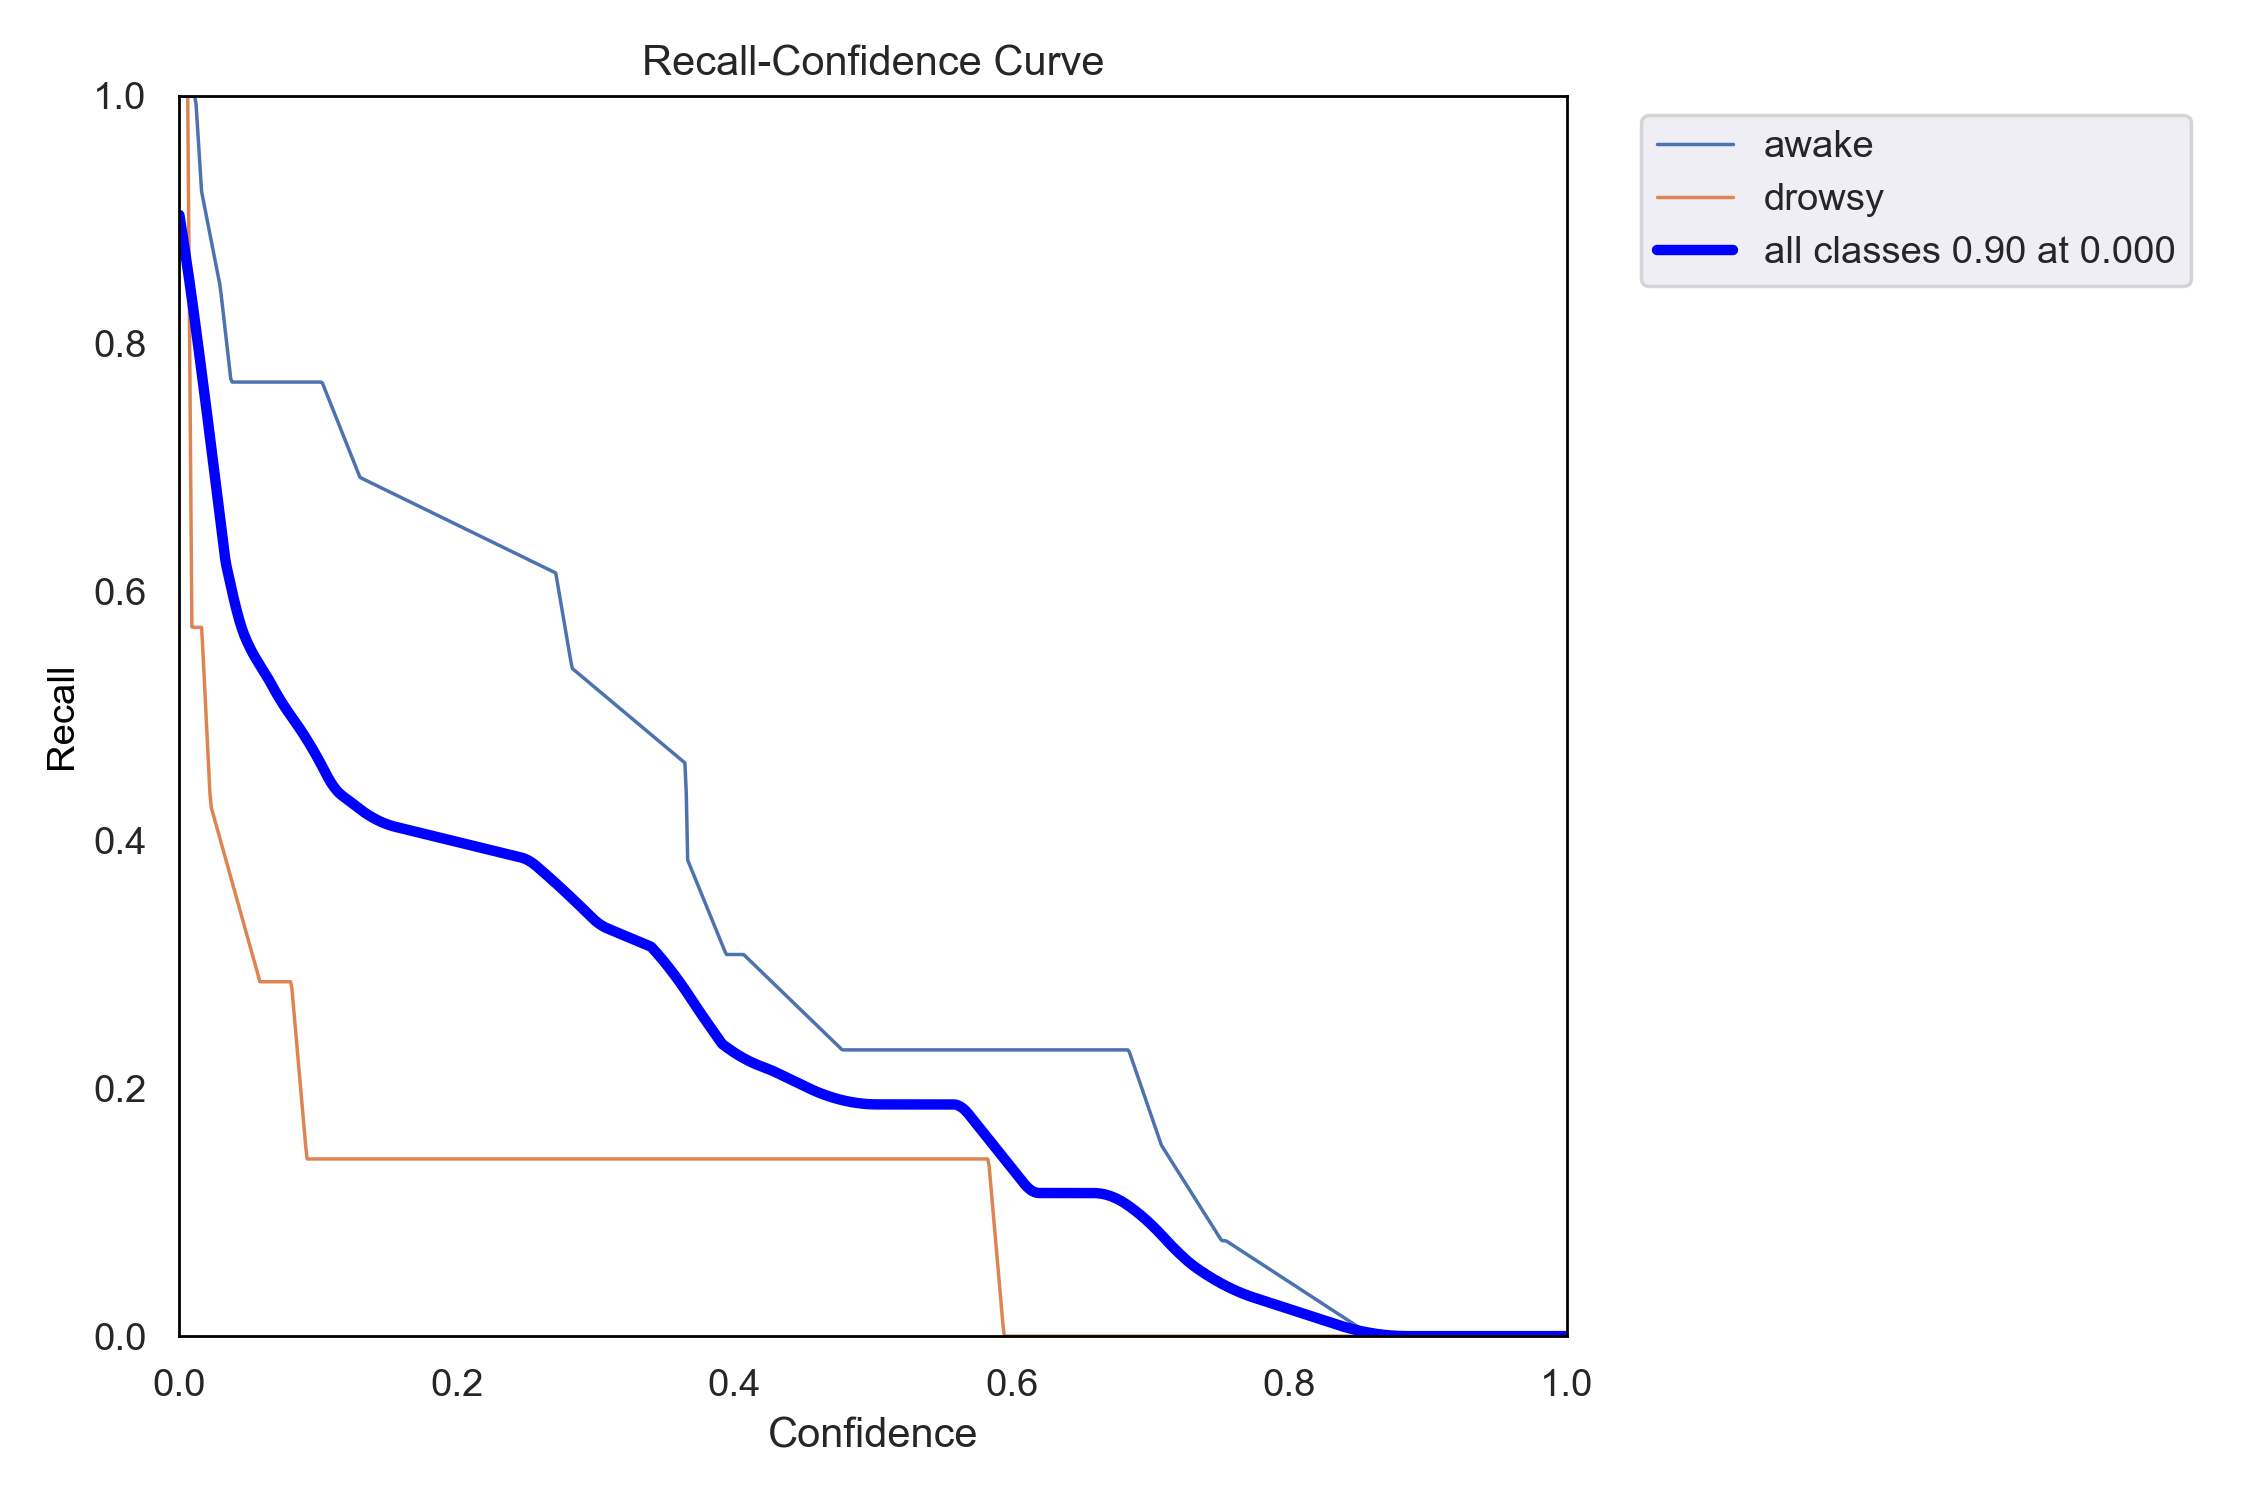 Recall-Confidence Curve
1.0
0.8
0.6
0.4
0.2
0.0
Recall
0.0 0.2 0.4 0.6 0.8 1.0
Confidence
awake
drowsy
all classes 0.90 at 0.000